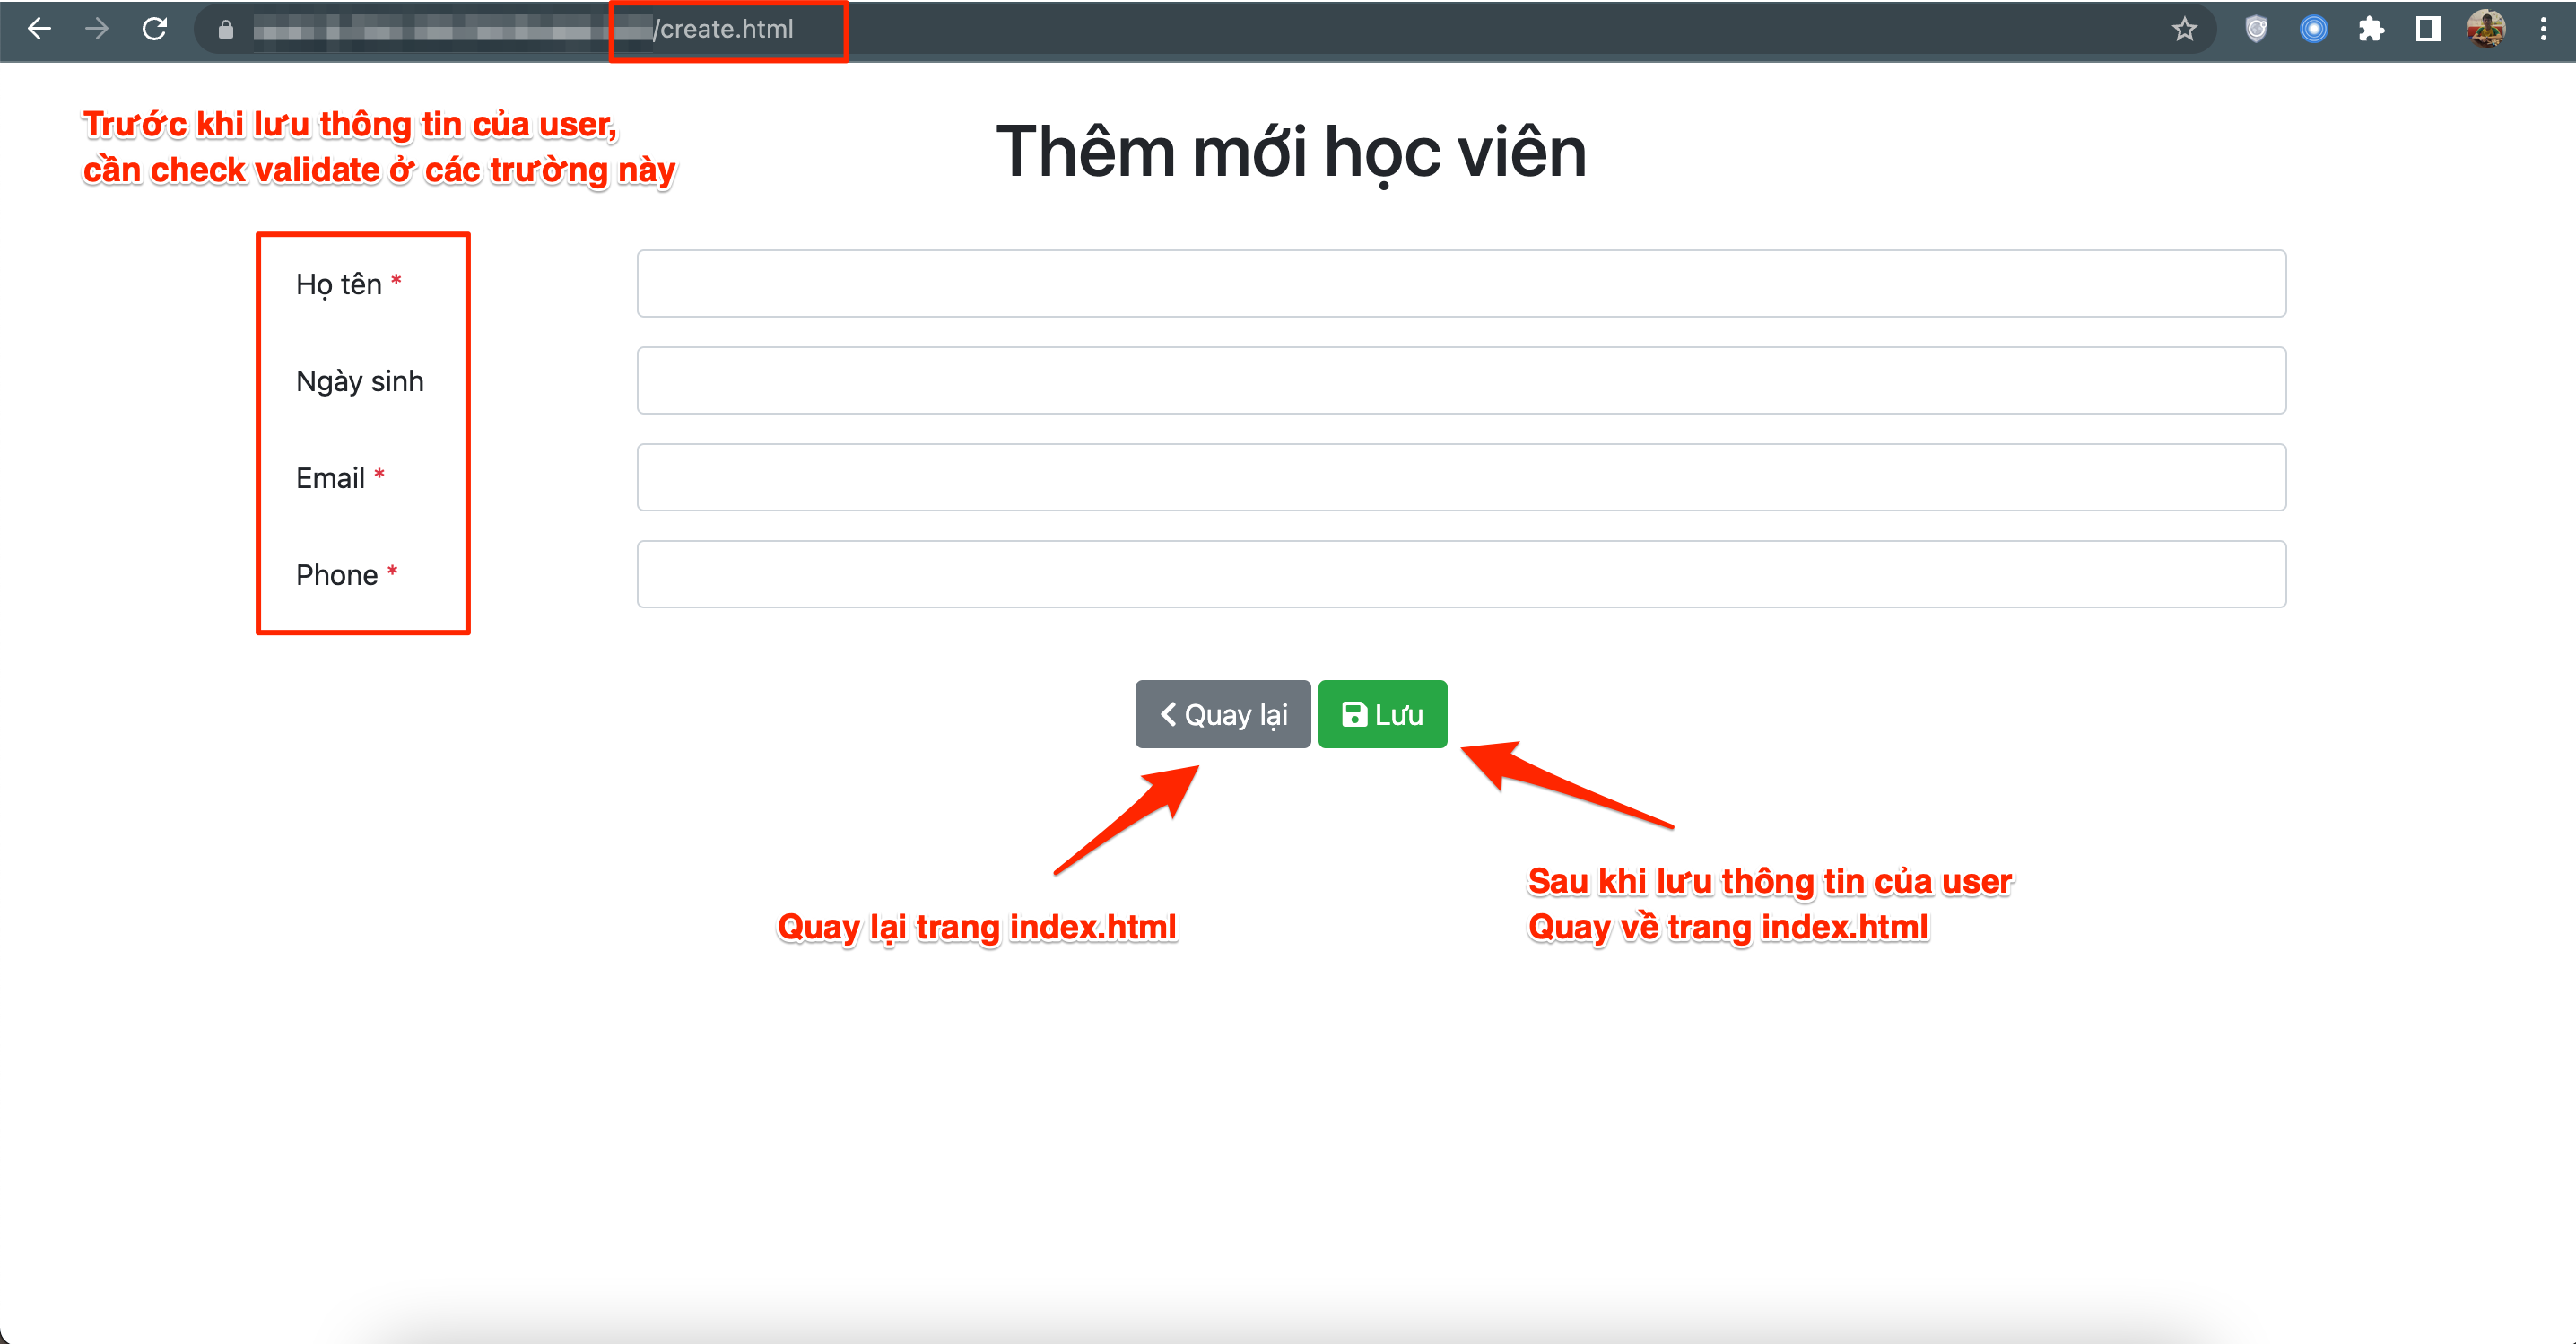 /create.html
Trước khi lưu thông tin của user,
cần check validate ở các trường này
Thêm mới học viên
Họ tên *
Ngày sinh
Email *
Phone *
Quay lại
Lưu
Quay lại trang index.html
Sau khi lưu thông tin của user
Quay về trang index.html